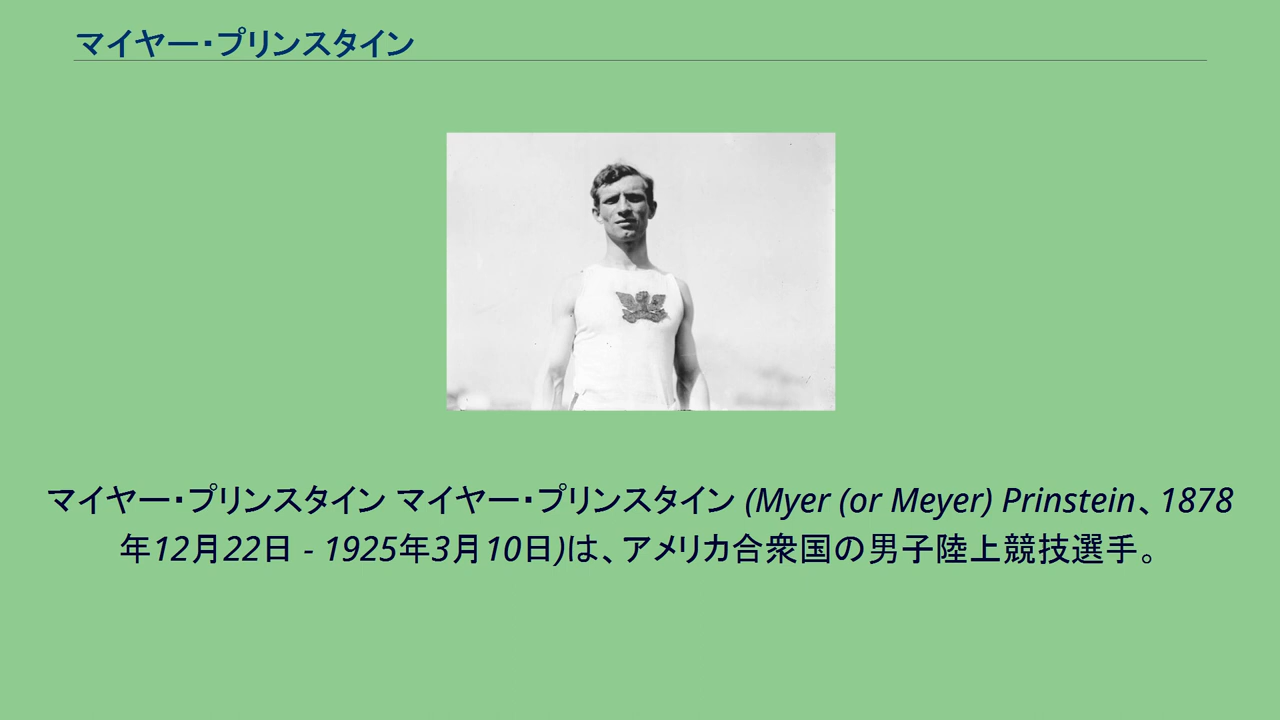 マイヤー・プリンスタイン
マイヤー・プリンスタイン マイヤー・プリンスタイン (Myer (or Meyer) Prinstein、1878
年12月22日 - 1925年3月10日)は、アメリカ合衆国の男子陸上競技選手。